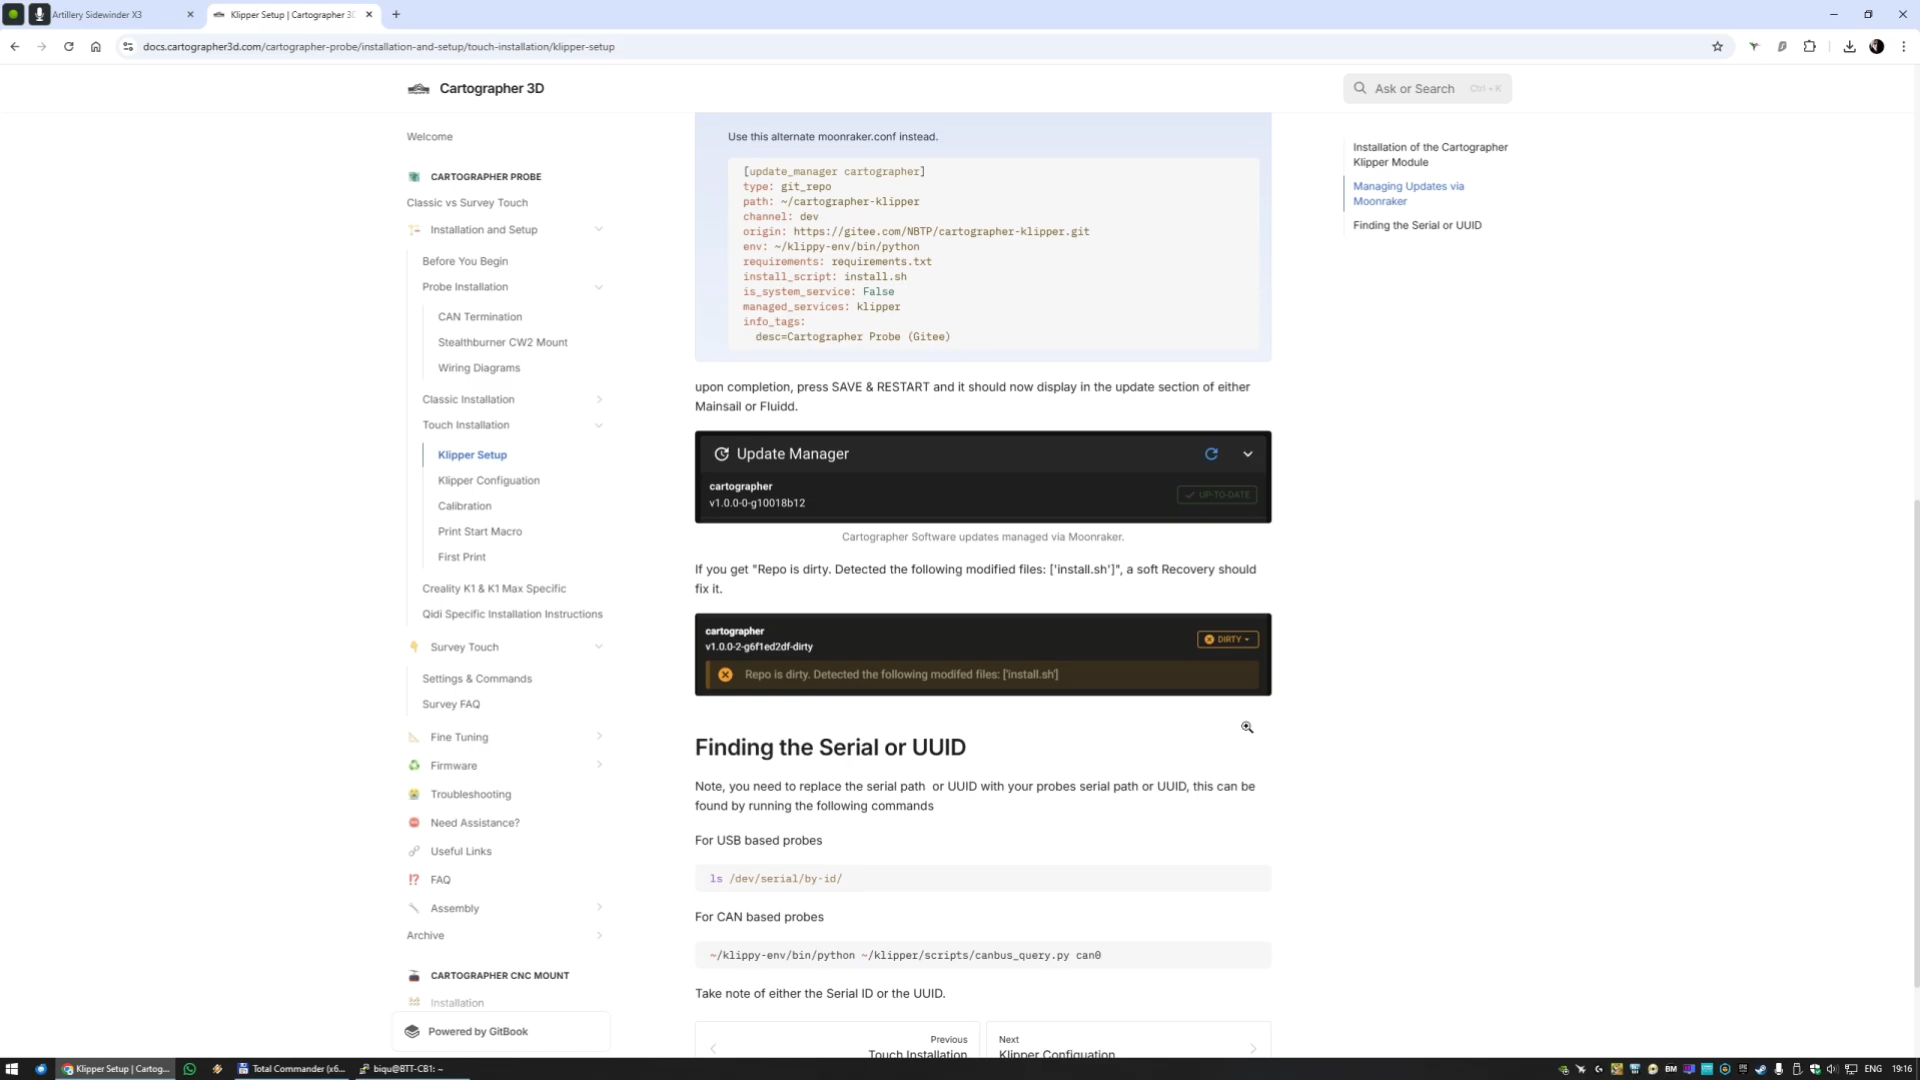 Artillery Sidewinder X3
Klipper Setup | Cartographer 3D
docs.cartographer3d.com/cartographer-probe/installation-and-setup/touch-installation/klipper-setup
Cartographer 3D
Ask or Search Ctrl + K
Welcome
CARTOGRAPHER PROBE
Classic vs Survey Touch
Installation and Setup
Before You Begin
Probe Installation
CAN Termination
Stealthburner CW2 Mount
Wiring Diagrams
Classic Installation
Touch Installation
Klipper Setup
Klipper Configuation
Calibration
Print Start Macro
First Print
Creality K1 & K1 Max Specific
Qidi Specific Installation Instructions
Survey Touch
Settings & Commands
Survey FAQ
Fine Tuning
Firmware
Troubleshooting
Need Assistance?
Useful Links
FAQ
Assembly
Archive
CARTOGRAPHER CNC MOUNT
Installation
Powered by GitBook
Use this alternate moonraker.conf instead.
[update_manager cartographer]
type: git_repo
path: ~/cartographer-klipper
channel: dev
origin: https://gitee.com/NBTP/cartographer-klipper.git
env: ~/klippy-env/bin/python
requirements: requirements.txt
install_script: install.sh
is_system_service: False
managed_services: klipper
info_tags:
desc=Cartographer Probe (Gitee)
upon completion, press SAVE & RESTART and it should now display in the update section of either
Mainsail or Fluidd.
Update Manager
cartographer
v1.0.0-0-g10018b12
UP-TO-DATE
Cartographer Software updates managed via Moonraker.
If you get "Repo is dirty. Detected the following modified files: ['install.sh']", a soft Recovery should
fix it.
cartographer
v1.0.0-2-g6f1ed2df-dirty
DIRTY
Repo is dirty. Detected the following modifed files: ['install.sh']
Finding the Serial or UUID
Note, you need to replace the serial path or UUID with your probes serial path or UUID, this can be
found by running the following commands
For USB based probes
ls /dev/serial/by-id/
For CAN based probes
~/klippy-env/bin/python ~/klipper/scripts/canbus_query.py can0
Take note of either the Serial ID or the UUID.
Previous
Touch Installation
Next
Klipper Configuation
Installation of the Cartographer
Klipper Module
Managing Updates via
Moonraker
Finding the Serial or UUID
Klipper Setup | Cartog...
Total Commander (x6...
biqu@BTT-CB1: ~
BM
ENG
19:16